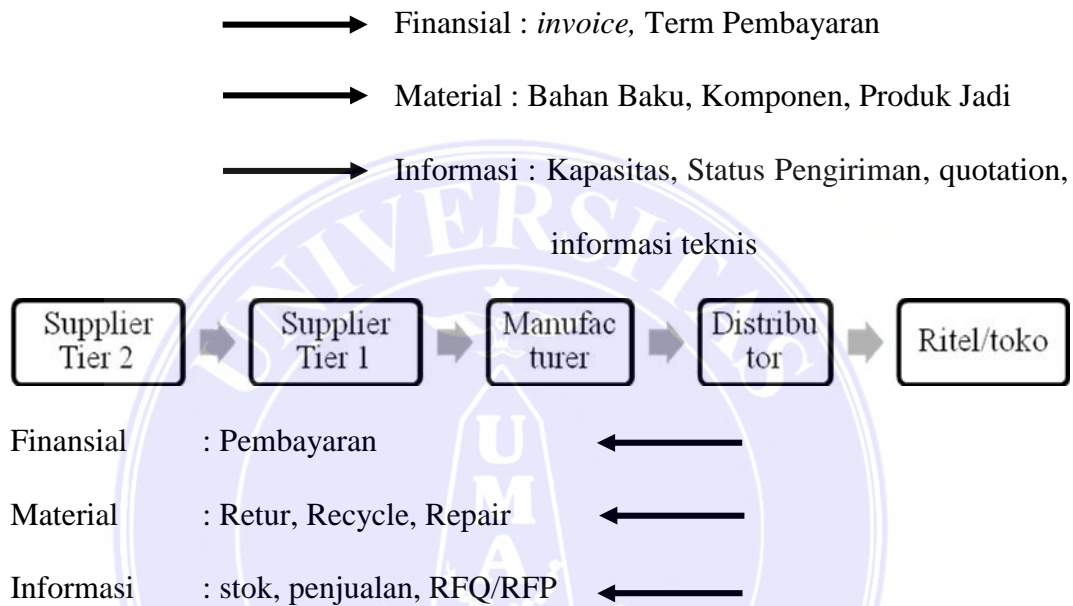 Finansial : invoice, Term Pembayaran
Material : Bahan Baku, Komponen, Produk Jadi
Informasi : Kapasitas, Status Pengiriman, quotation,
informasi teknis
UNIVERSITAS
Supplier Tier 2
Supplier Tier 1
Manufac
turer
Distribu
tor
Ritel/toko
UMA
Finansial : Pembayaran
Material : Retur, Recycle, Repair
Informasi : stok, penjualan, RFQ/RFP